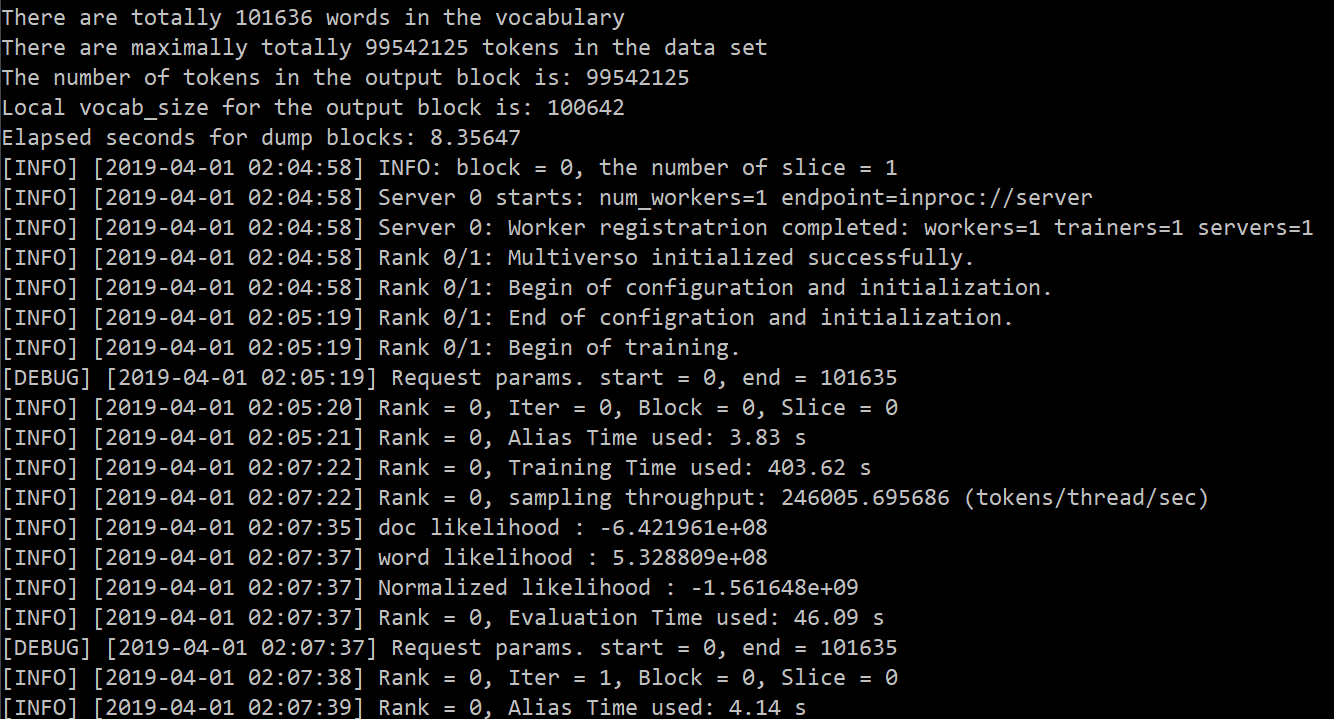 There are totally 101636 words in the vocabulary
There are maximally totally 99542125 tokens in the data set
The number of tokens in the output block is: 99542125
Local vocab_size for the output block is: 100642
Elapsed seconds for dump blocks: 8.35647
[INFO] [2019-04-01 02:04:58] INFO: block = 0, the number of slice = 1
[INFO] [2019-04-01 02:04:58] Server 0 starts: num_workers=1 endpoint=inproc://server
[INFO] [2019-04-01 02:04:58] Server 0: Worker registratrion completed: workers=1 trainers=1 servers=1
[INFO] [2019-04-01 02:04:58] Rank 0/1: Multiverso initialized successfully.
[INFO] [2019-04-01 02:04:58] Rank 0/1: Begin of configuration and initialization.
[INFO] [2019-04-01 02:05:19] Rank 0/1: End of configration and initialization.
[INFO] [2019-04-01 02:05:19] Rank 0/1: Begin of training.
[DEBUG] [2019-04-01 02:05:19] Request params. start = 0, end = 101635
[INFO] [2019-04-01 02:05:20] Rank = 0, Iter = 0, Block = 0, Slice = 0
[INFO] [2019-04-01 02:05:21] Rank = 0, Alias Time used: 3.83 s
[INFO] [2019-04-01 02:07:22] Rank = 0, Training Time used: 403.62 s
[INFO] [2019-04-01 02:07:22] Rank = 0, sampling throughput: 246005.695686 (tokens/thread/sec)
[INFO] [2019-04-01 02:07:35] doc likelihood : -6.421961e+08
[INFO] [2019-04-01 02:07:37] word likelihood : 5.328809e+08
[INFO] [2019-04-01 02:07:37] Normalized likelihood : -1.561648e+09
[INFO] [2019-04-01 02:07:37] Rank = 0, Evaluation Time used: 46.09 s
[DEBUG] [2019-04-01 02:07:37] Request params. start = 0, end = 101635
[INFO] [2019-04-01 02:07:38] Rank = 0, Iter = 1, Block = 0, Slice = 0
[INFO] [2019-04-01 02:07:39] Rank = 0, Alias Time used: 4.14 s